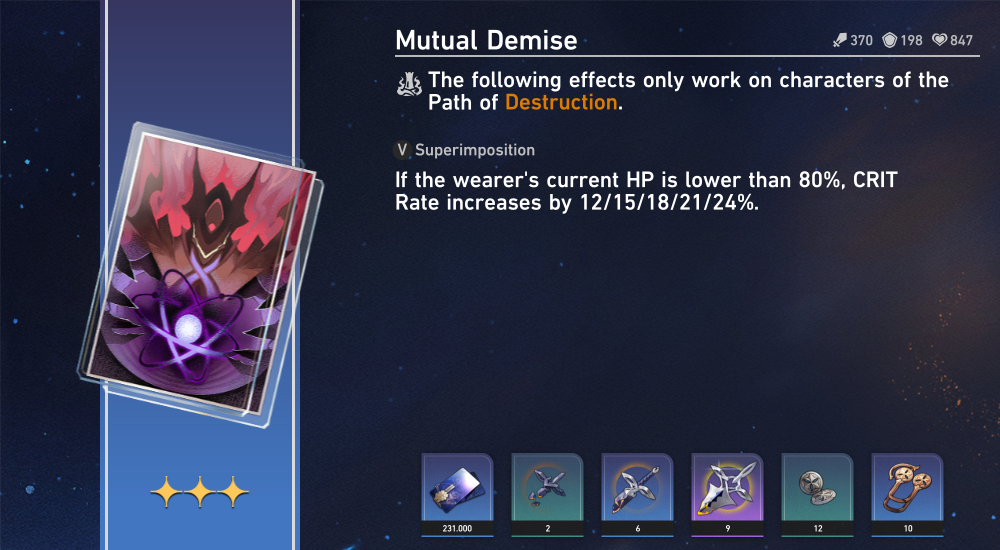 Mutual Demise 370 198 847
The following effects only work on characters of the
Path of Destruction.
V Superimposition
If the wearer's current HP is lower than 80%, CRIT
Rate increases by 12/15/18/21/24%.
231.000 2 6 9 12 10